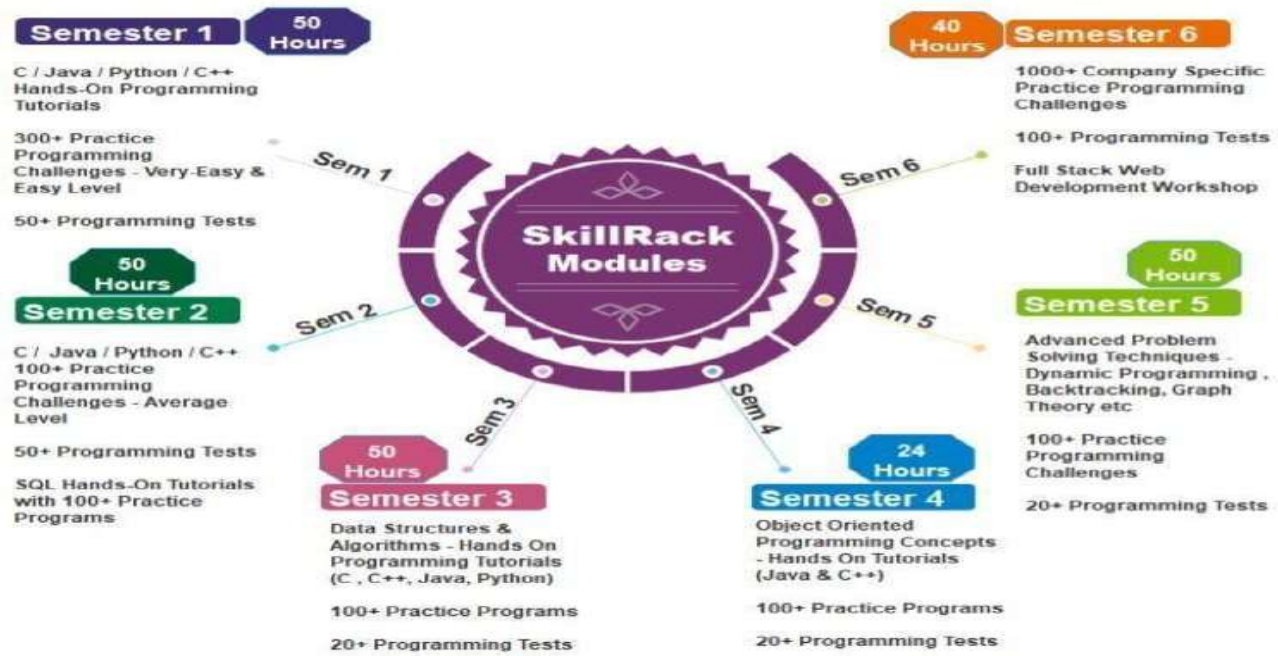 50
Hours
Semester 1
C / Java / Python / C++
Hands-On Programming
Tutorials
300+ Practice
Programming
Challenges - Very-Easy &
Easy Level
50+ Programming Tests
50
Hours
Semester 2
C / Java / Python / C++
100+ Practice
Programming
Challenges - Average
Level
50+ Programming Tests
SQL Hands-On Tutorials
with 100+ Practice
Programs
Sem 1
Sem 2
Sem 3
Sem 4
Sem 5
Sem 6
SkillRack
Modules
50
Hours
Semester 3
Data Structures &
Algorithms - Hands On
Programming Tutorials
(C , C++, Java, Python)
100+ Practice Programs
20+ Programming Tests
24
Hours
Semester 4
Object Oriented
Programming Concepts
- Hands On Tutorials
(Java & C++)
100+ Practice Programs
20+ Programming Tests
50
Hours
Semester 5
Advanced Problem
Solving Techniques -
Dynamic Programming ,
Backtracking, Graph
Theory etc
100+ Practice
Programming
Challenges
20+ Programming Tests
40
Hours
Semester 6
1000+ Company Specific
Practice Programming
Challenges
100+ Programming Tests
Full Stack Web
Development Workshop